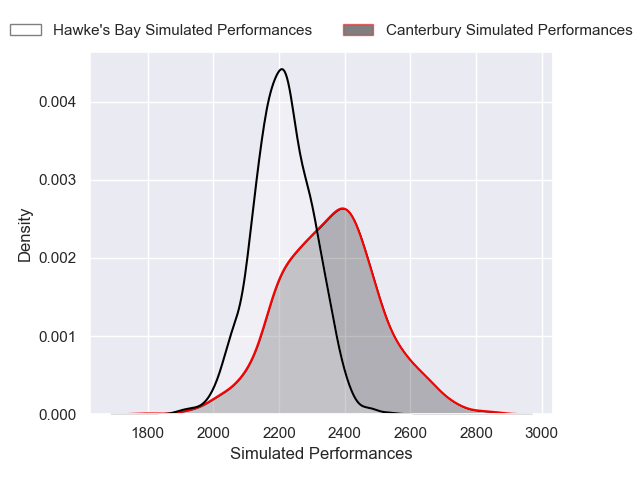 Hawke's Bay Simulated Performances Canterbury Simulated Performances
0.004
0.003
0.002
0.001
0.000
Density
1800 2000 2200 2400 2600 2800 3000
Simulated Performances